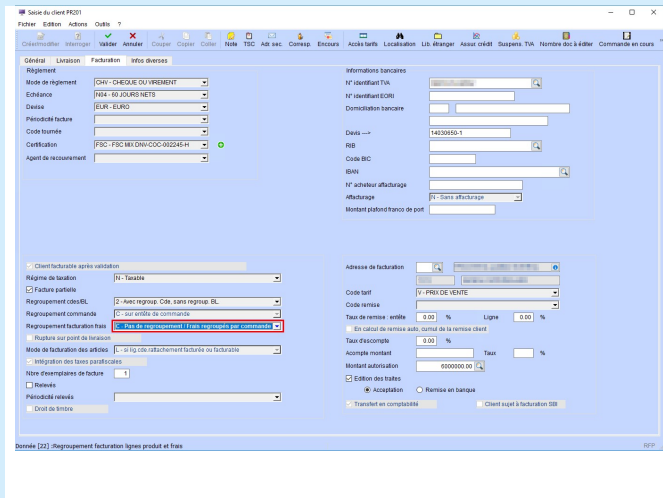 Saisie du client PR201
Fichier Edition Actions Outils ?
Créer/modifier Interroger Valider Annuler Couper Copier Coller Note TSC Adr.sec. Corresp. Encours Accès tarifs Localisation Lib. étranger Assur.crédit Suspens. TVA Nombre doc à éditer Commande en cours
Général Livraison Facturation Infos diverses
Règlement
Mode de règlement CHV - CHEQUE OU VIREMENT
Echéance N04 - 60 JOURS NETS
Devise EUR - EURO
Périodicité facture
Code tournée
Certification FSC - FSC MIX DNV-COC-002245-H
Agent de recouvrement
Informations bancaires
N° identifiant TVA
N° identifiant EORI
Domiciliation bancaire
Devis ---> 14030650-1
RIB
Code BIC
IBAN
N° acheteur affacturage
Affacturage N - Sans affacturage
Montant plafond franco de port
Client facturable après validation
Régime de taxation N - Taxable
Facture partielle
Regroupement cdes/BL 2 - Avec regroup. Cde, sans regroup. BL.
Regroupement commande C - sur entête de commande
Regroupement facturation frais C - Pas de regroupement / Frais regroupés par commande
Rupture sur point de livraison
Mode de facturation des articles L - si lig.cde.rattachement facturée ou facturable
Intégration des taxes parafiscales
Nbre d'exemplaires de facture 1
Relevés
Périodicité relevés
Droit de timbre
Adresse de facturation
Code tarif V - PRIX DE VENTE
Code remise
Taux de remise : entête 0.00 % Ligne 0.00 %
En calcul de remise auto, cumul de la remise client
Taux d'escompte 0.00 %
Acompte montant Taux %
Montant autorisation 6000000.00
Edition des traites
Acceptation Remise en banque
Transfert en comptabilité Client sujet à facturation SBI
Donnée [22] :Regroupement facturation lignes produit et frais RFP